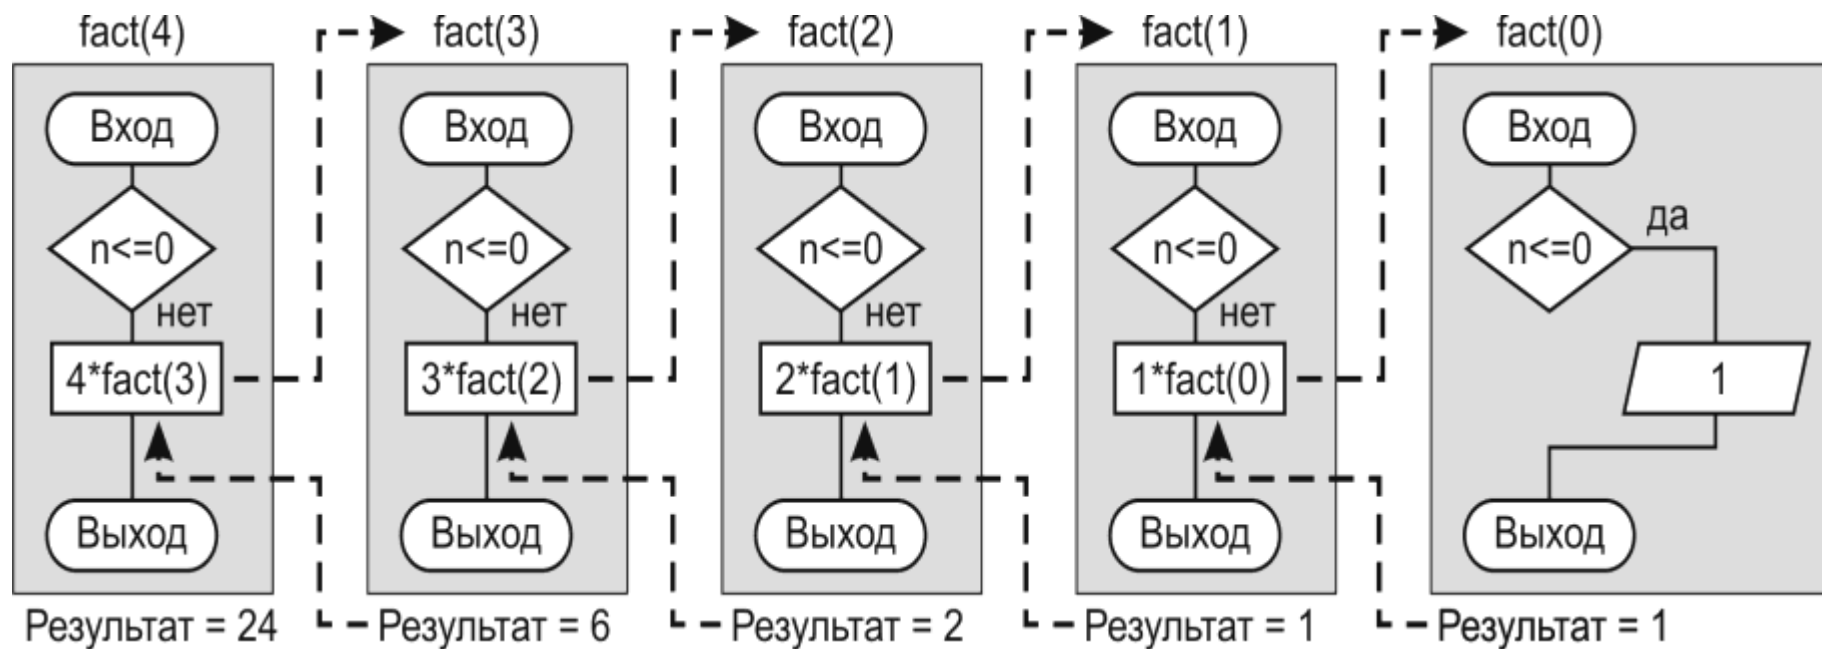 fact(4)
Вход
n<=0
нет
4*fact(3)
Выход
Результат = 24
fact(3)
Вход
n<=0
нет
3*fact(2)
Выход
Результат = 6
fact(2)
Вход
n<=0
нет
2*fact(1)
Выход
Результат = 2
fact(1)
Вход
n<=0
нет
1*fact(0)
Выход
Результат = 1
fact(0)
Вход
n<=0
да
1
Выход
Результат = 1